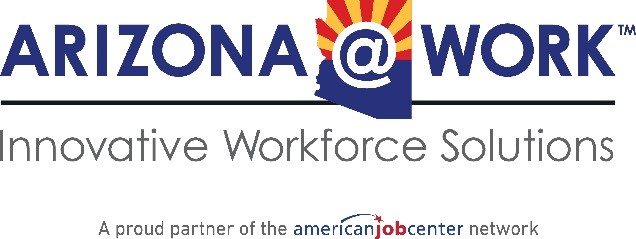 ARIZONA @ WORK™
Innovative Workforce Solutions
A proud partner of the americanjobcenter network